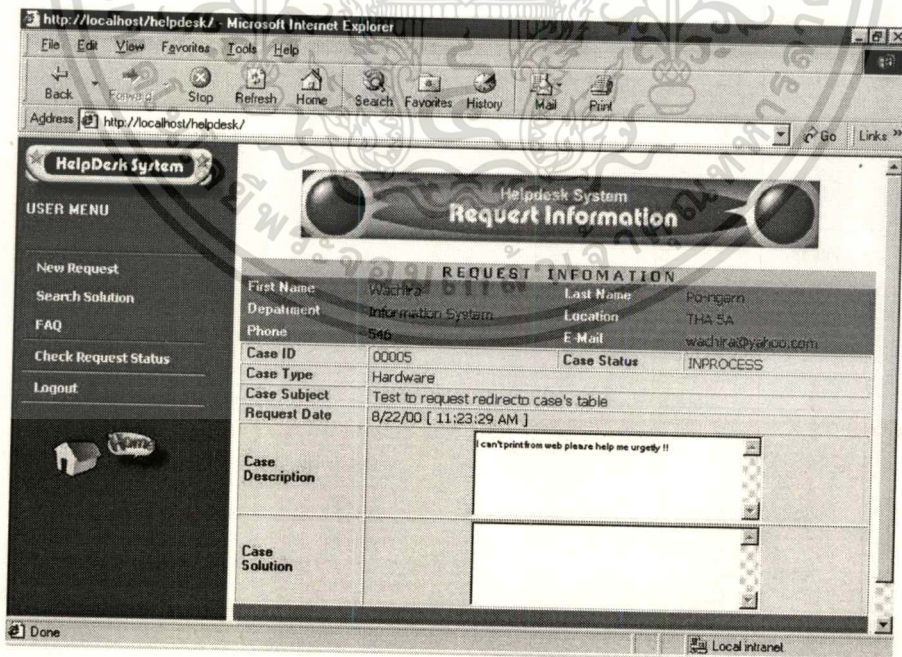 http://localhost/helpdesk/ - Microsoft Internet Explorer
File Edit View Favorites Tools Help
Back Forward Stop Refresh Home Search Favorites History Mail Print
Address http://localhost/helpdesk/ Go Links »
HelpDesk System
USER MENU
New Request
Search Solution
FAQ
Check Request Status
Logout
Home
Helpdesk System
Request Information
REQUEST INFOMATION
First Name Wachira Last Name Po-ngarn
Depatment Information System Location THA 5A
Phone 546 E-Mail wachira@yahoo.com
Case ID 00005 Case Status INPROCESS
Case Type Hardware
Case Subject Test to request redirecto case's table
Request Date 8/22/00 [ 11:23:29 AM ]
Case Description I can't print from web please help me urgetly !!
Case Solution
Done Local intranet